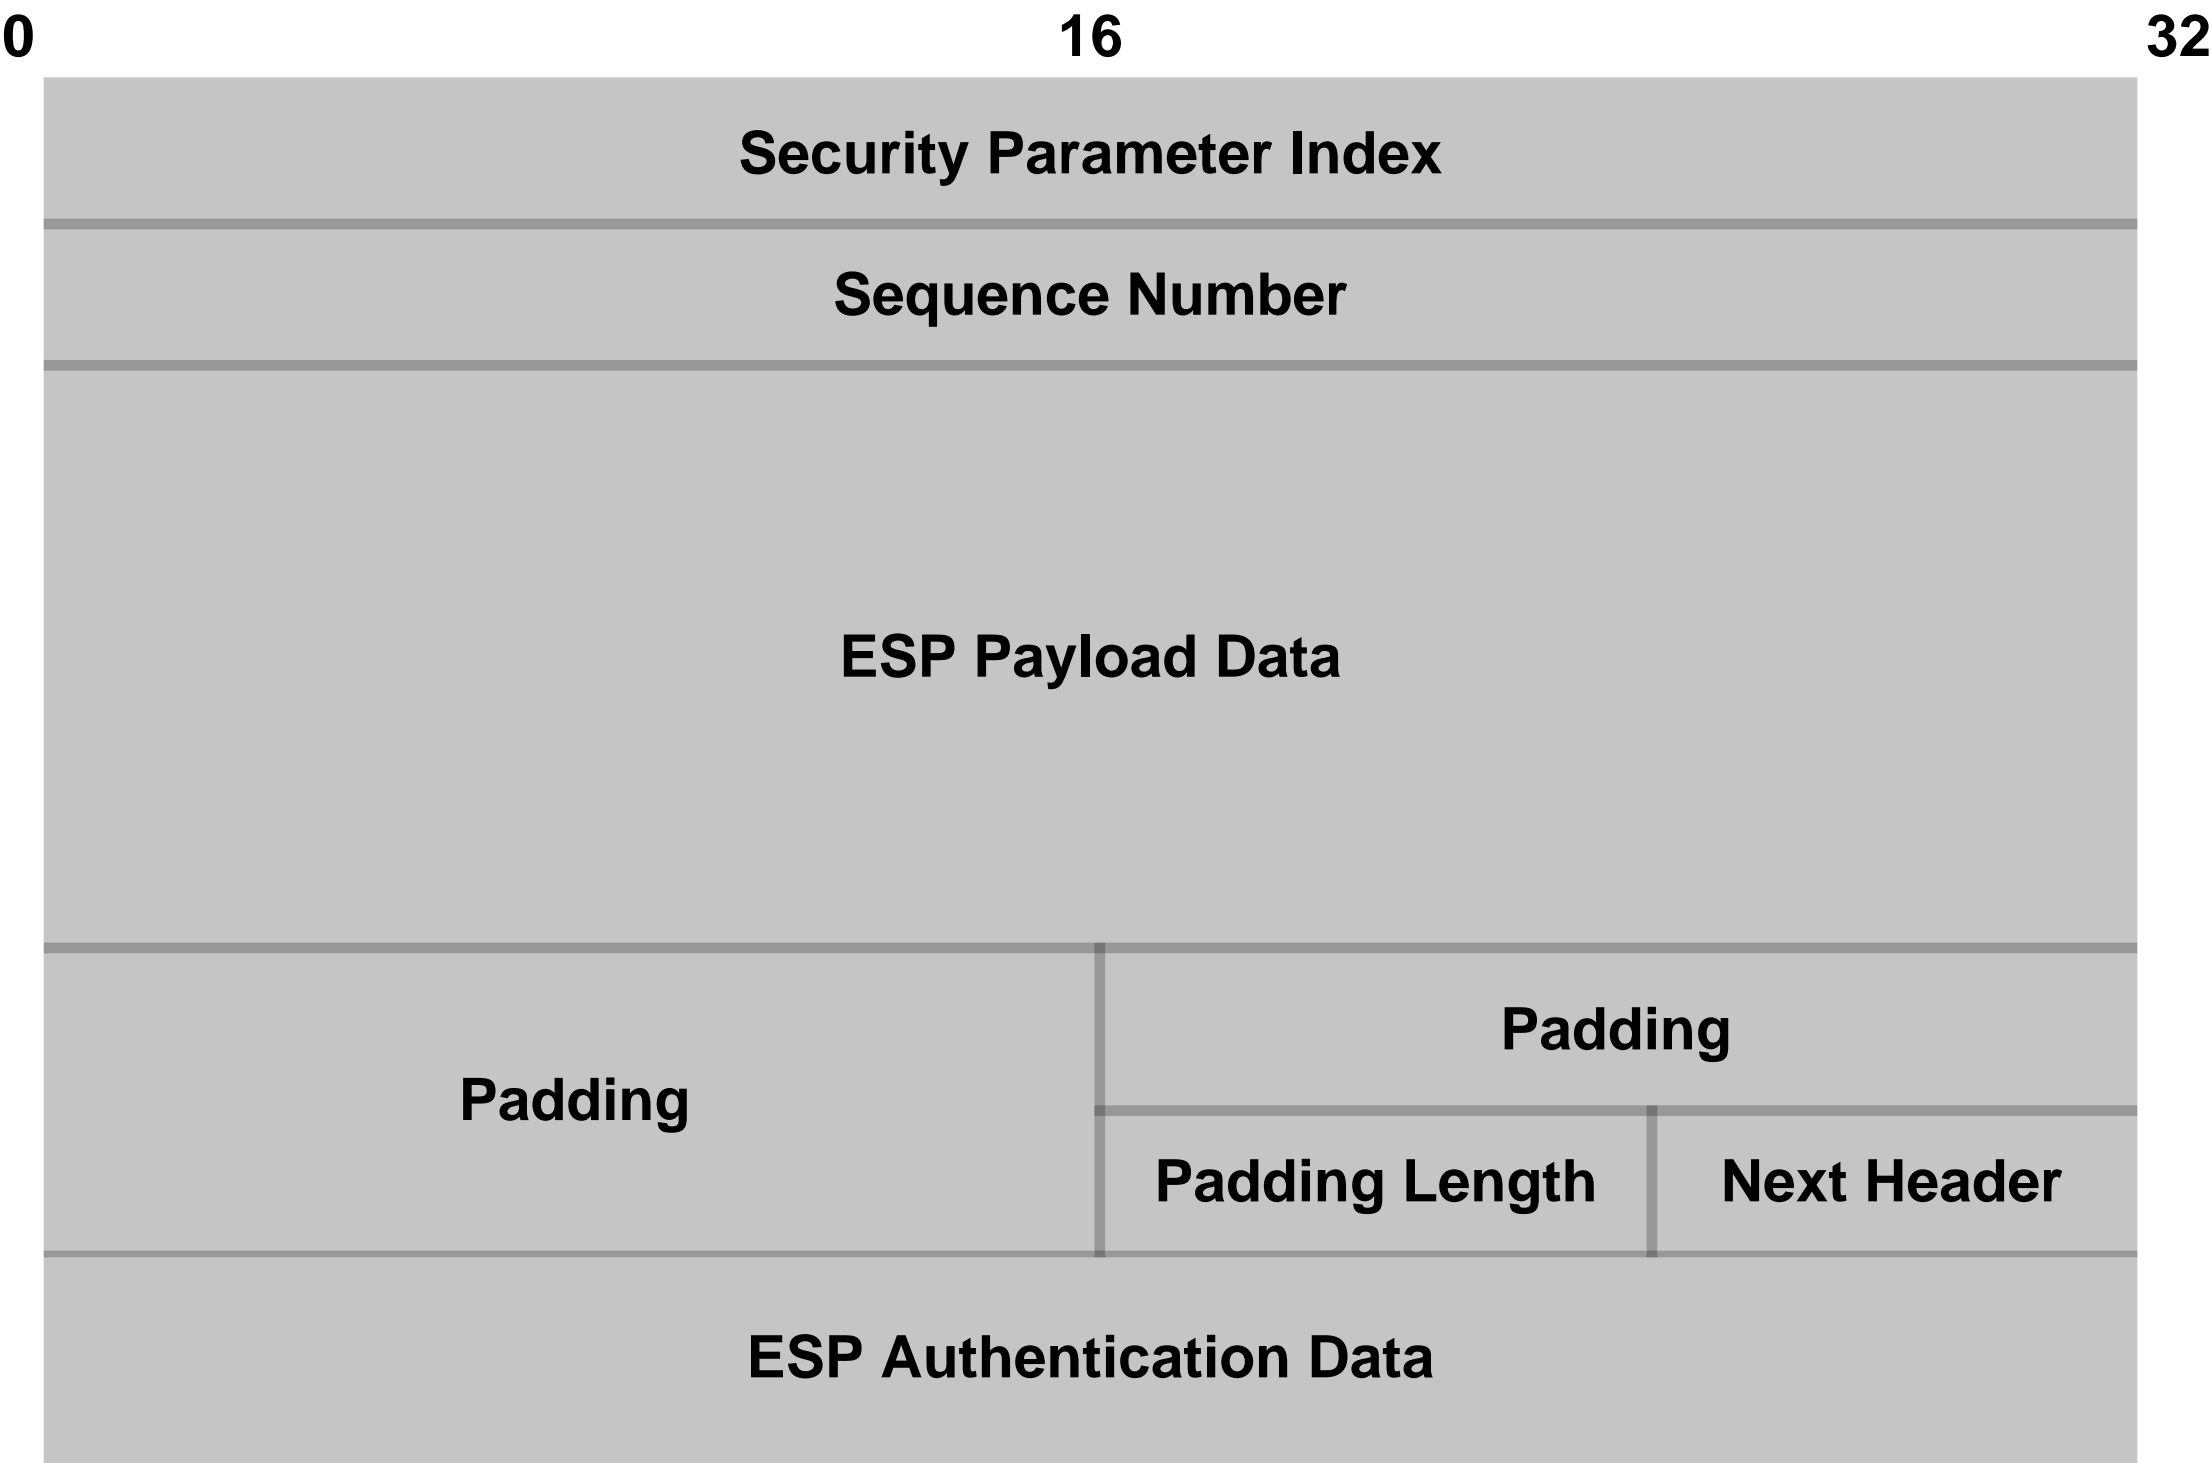 0 16 32
Security Parameter Index
Sequence Number
ESP Payload Data
Padding
Padding
Padding Length Next Header
ESP Authentication Data